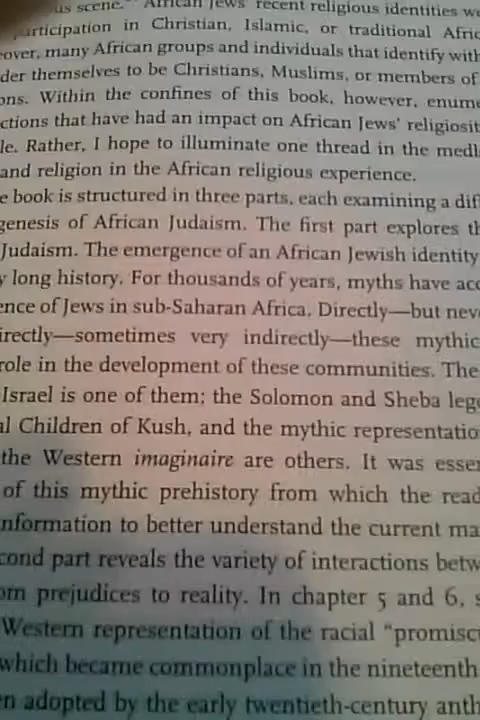 us scene." African Jews' recent religious identities we
participation in Christian, Islamic, or traditional Afric
eover, many African groups and individuals that identify with
der themselves to be Christians, Muslims, or members of
ons. Within the confines of this book, however, enume
ctions that have had an impact on African Jews' religiosit
le. Rather, I hope to illuminate one thread in the medl
and religion in the African religious experience.
e book is structured in three parts, each examining a dif
genesis of African Judaism. The first part explores th
Judaism. The emergence of an African Jewish identity
y long history. For thousands of years, myths have acc
ence of Jews in sub-Saharan Africa. Directly—but neve
irectly—sometimes very indirectly—these mythic
role in the development of these communities. The
Israel is one of them; the Solomon and Sheba lege
al Children of Kush, and the mythic representatio
the Western imaginaire are others. It was essen
of this mythic prehistory from which the read
nformation to better understand the current ma
cond part reveals the variety of interactions betw
om prejudices to reality. In chapter 5 and 6, s
Western representation of the racial "promiscu
which became commonplace in the nineteenth
n adopted by the early twentieth-century anth